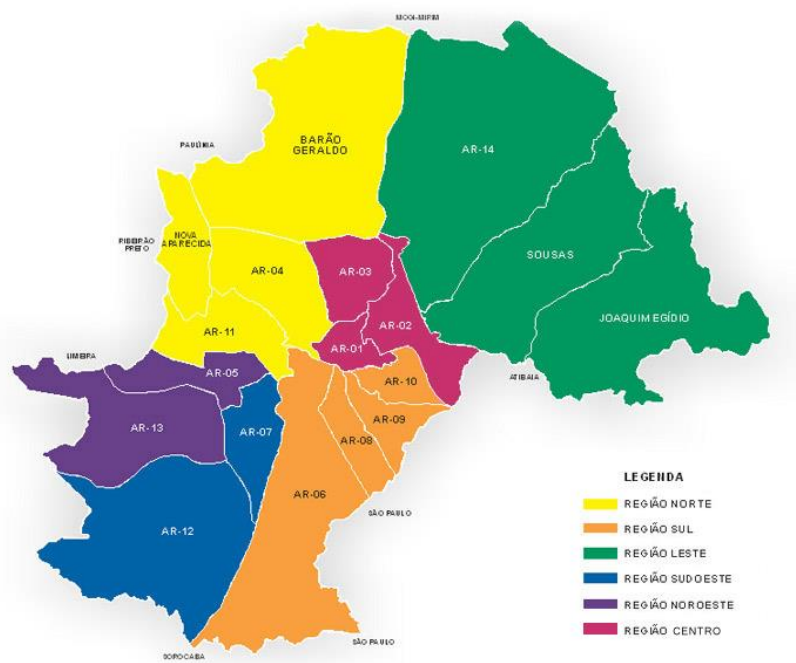 MOGI-MIRIM
PAULÍNIA
BARÃO
GERALDO
AR-14
RIBEIRÃO
PRETO
NOVA
APARECIDA
AR-04
AR-03
SOUSAS
AR-11
AR-02
AR-01
JOAQUIM EGÍDIO
LIMEIRA
AR-05
AR-10
ATIBAIA
AR-13
AR-07
AR-09
AR-08
AR-06
SÃO PAULO
AR-12
SÃO PAULO
SOROCABA
LEGENDA
REGIÃO NORTE
REGIÃO SUL
REGIÃO LESTE
REGIÃO SUDOESTE
REGIÃO NOROESTE
REGIÃO CENTRO